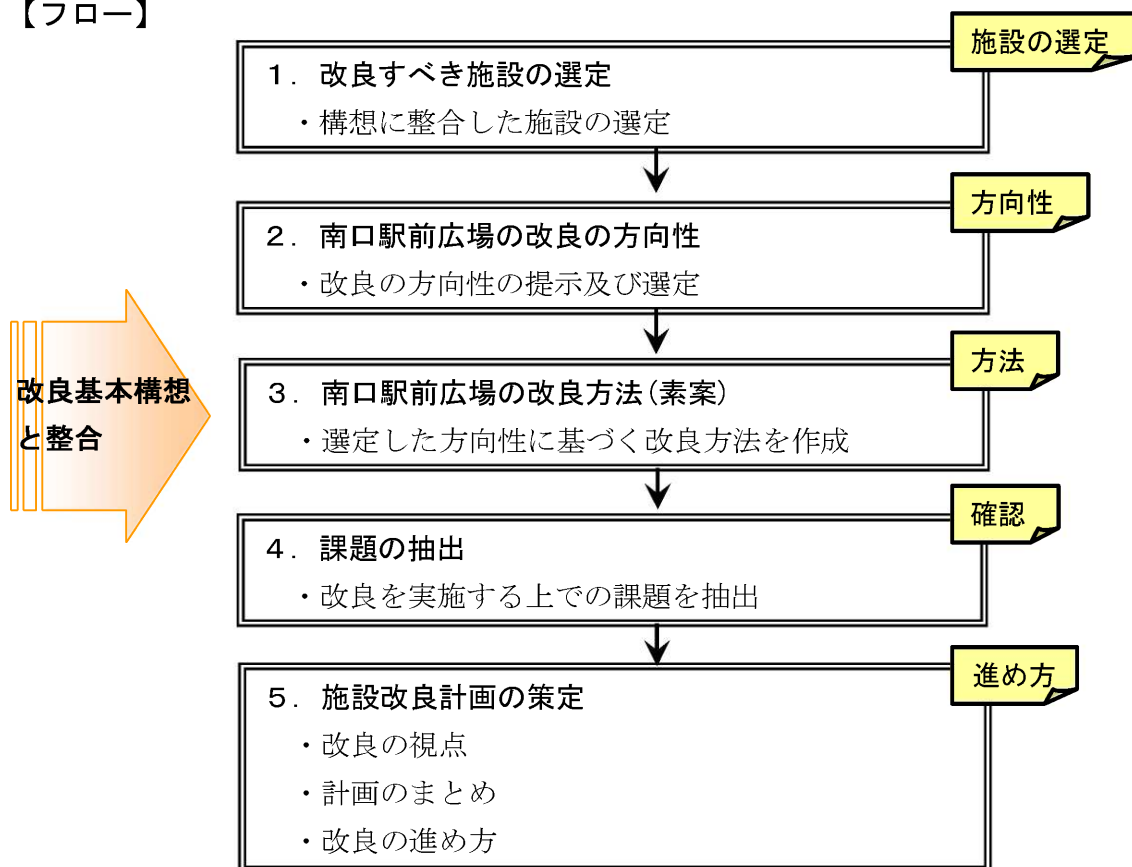 【フロー】
施設の選定
１．改良すべき施設の選定
・構想に整合した施設の選定
方向性
２．南口駅前広場の改良の方向性
・改良の方向性の提示及び選定
改良基本構想
と整合
方法
３．南口駅前広場の改良方法(素案)
・選定した方向性に基づく改良方法を作成
確認
４．課題の抽出
・改良を実施する上での課題を抽出
進め方
５．施設改良計画の策定
・改良の視点
・計画のまとめ
・改良の進め方